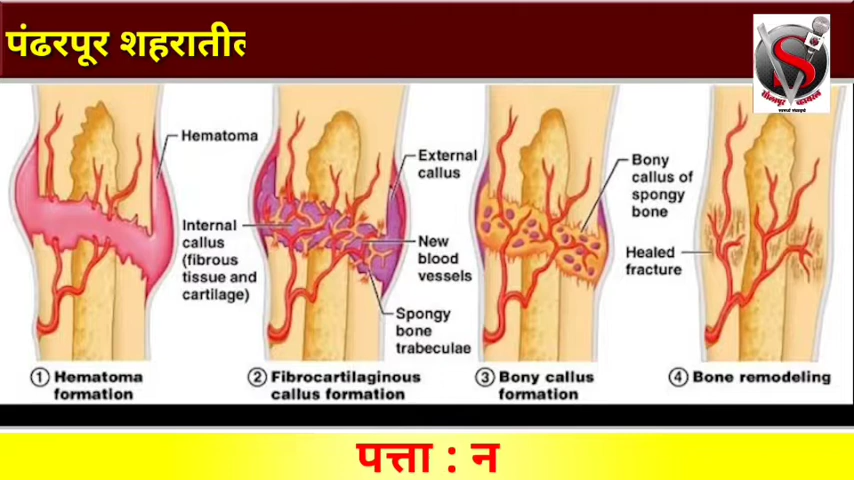 पंढरपूर शहरातील
S
सोलापूर व्हायरल
Hematoma
External
callus
Bony
callus of
spongy
bone
Internal
callus
(fibrous
tissue and
cartilage)
New
blood
vessels
Healed
fracture
Spongy
bone
trabeculae
1 Hematoma
formation
2 Fibrocartilaginous
callus formation
3 Bony callus
formation
4 Bone remodeling
पत्ता : न